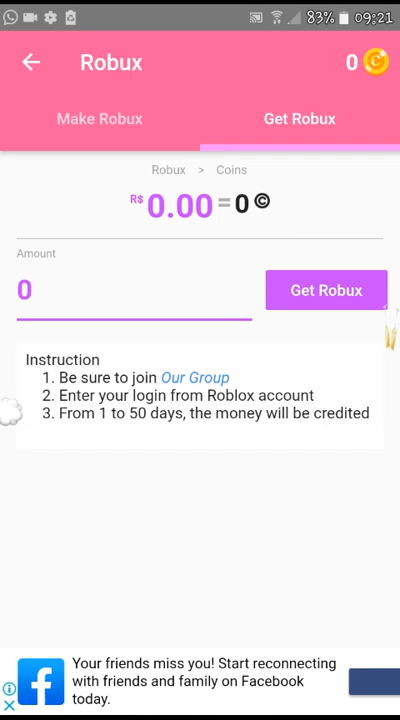 83% 09:21
Robux 0
Make Robux Get Robux
Robux > Coins
R$ 0.00 = 0 ©
Amount
0 Get Robux
Instruction
1. Be sure to join Our Group
2. Enter your login from Roblox account
3. From 1 to 50 days, the money will be credited
Your friends miss you! Start reconnecting
with friends and family on Facebook
today.